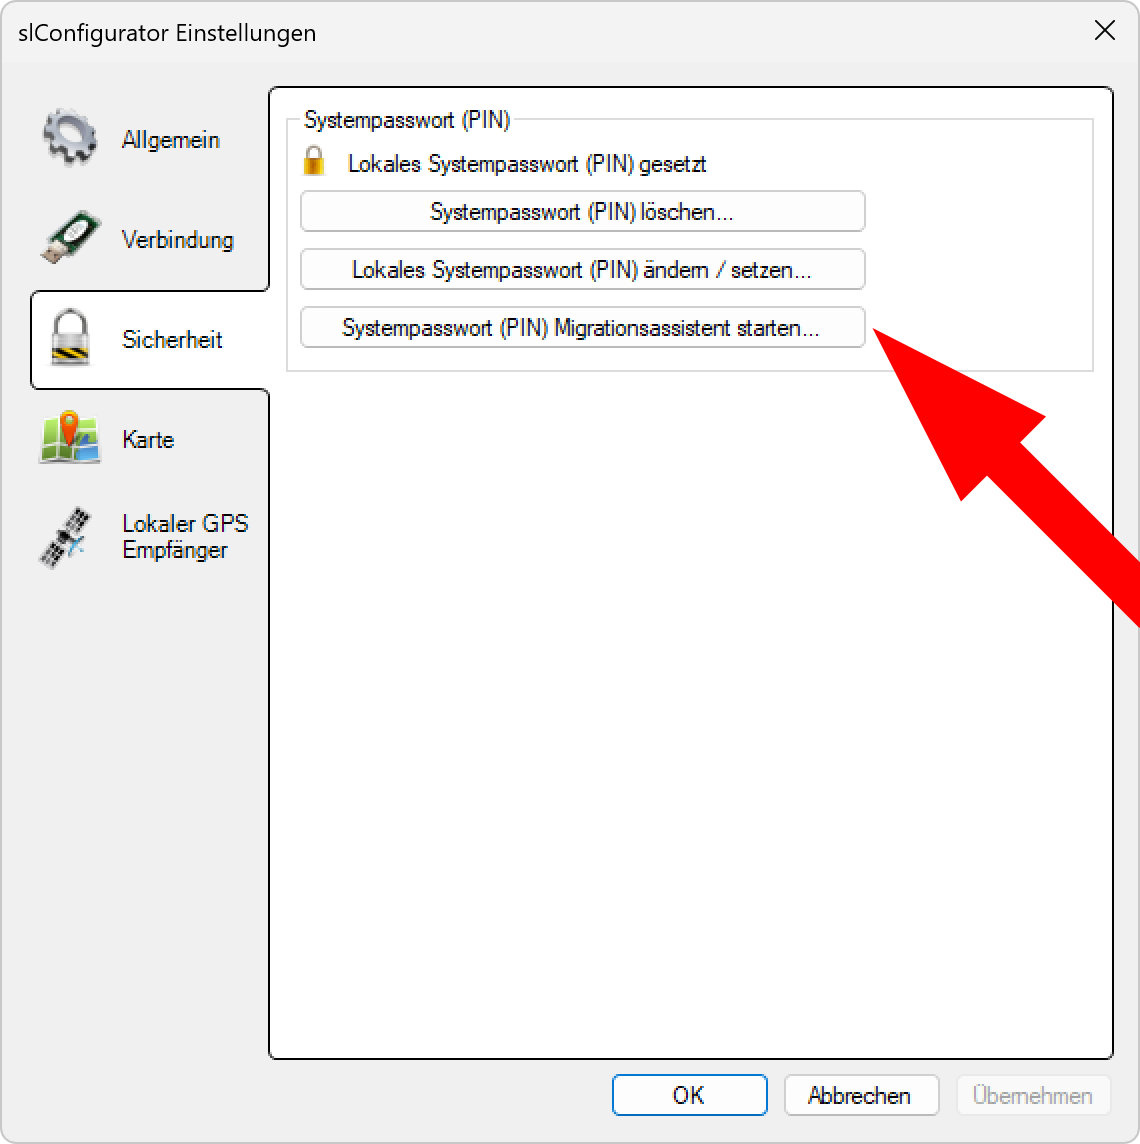 slConfigurator Einstellungen
Allgemein
Verbindung
Sicherheit
Karte
Lokaler GPS
Empfänger
Systempasswort (PIN)
Lokales Systempasswort (PIN) gesetzt
Systempasswort (PIN) löschen...
Lokales Systempasswort (PIN) ändern / setzen...
Systempasswort (PIN) Migrationsassistent starten...
OK
Abbrechen
Übernehmen